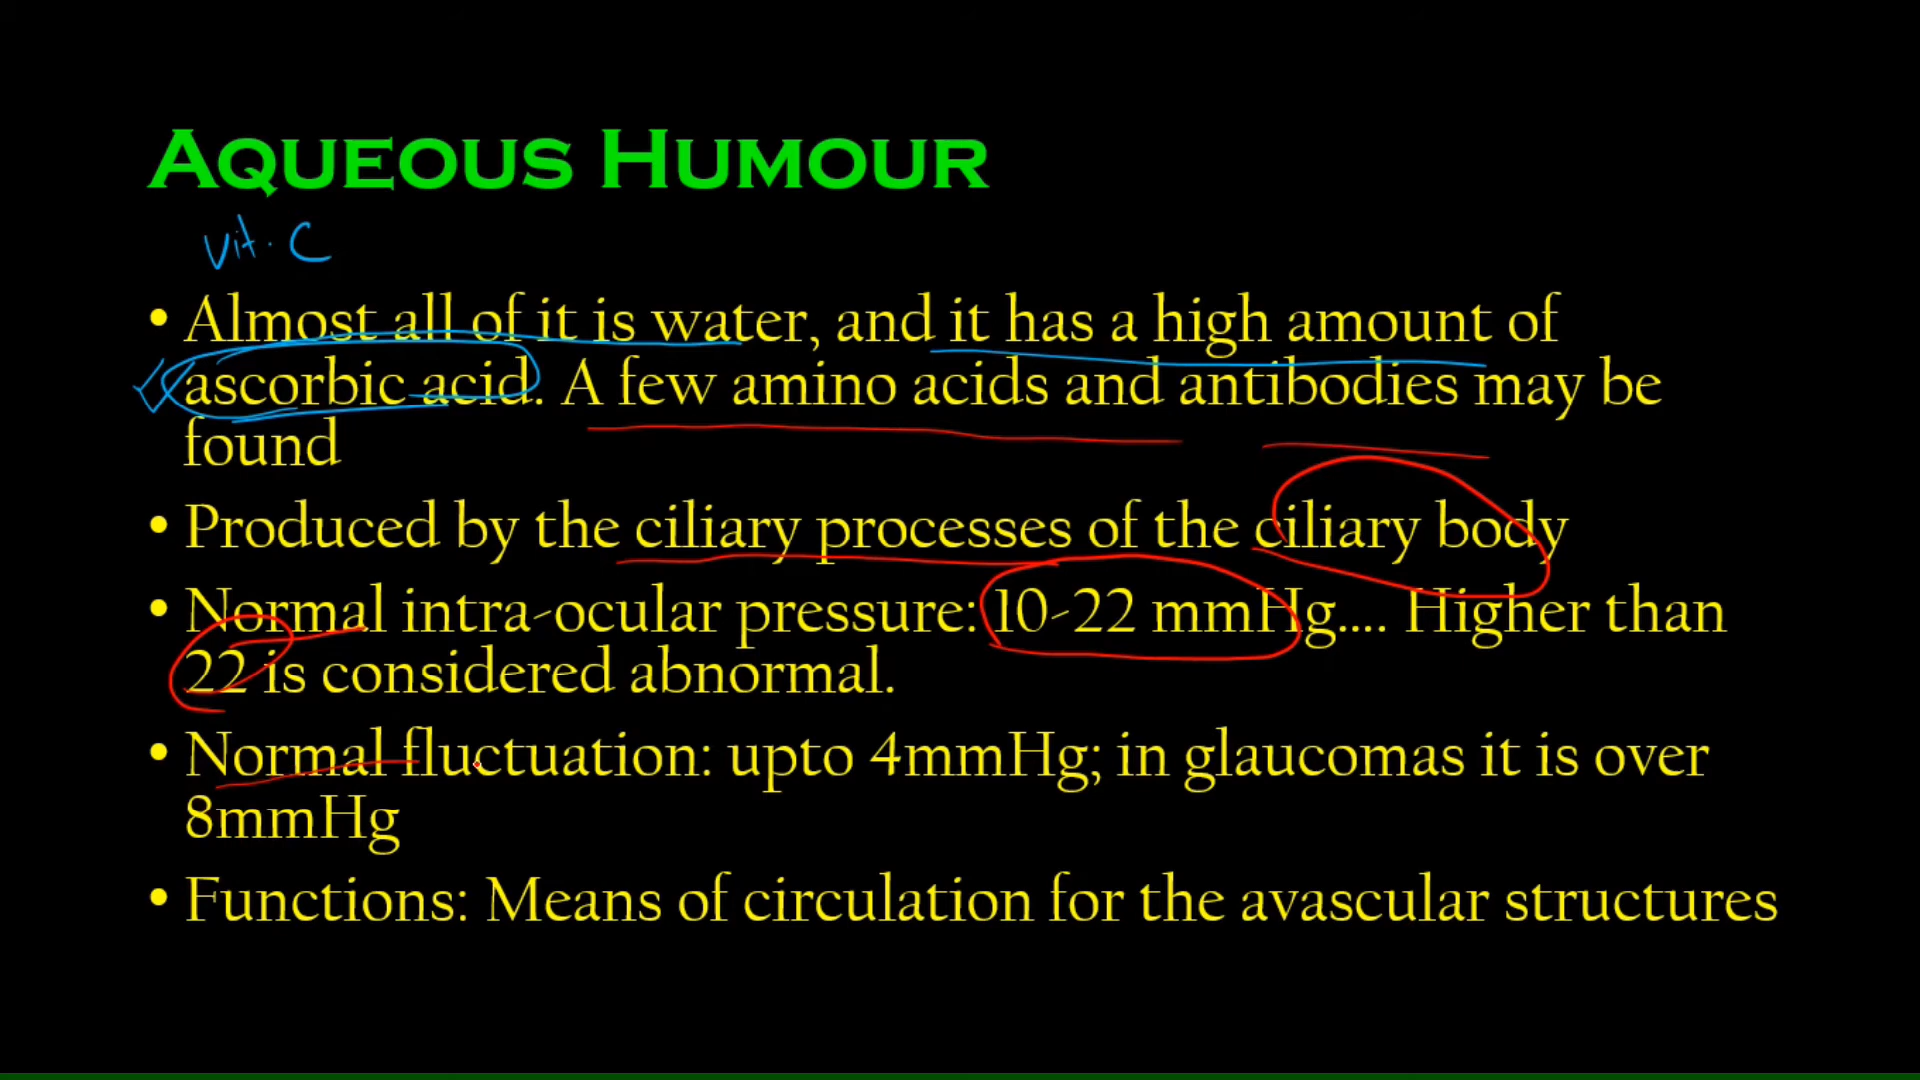 Aqueous Humour
Vit. C
• Almost all of it is water, and it has a high amount of
ascorbic acid. A few amino acids and antibodies may be
found
• Produced by the ciliary processes of the ciliary body
• Normal intra-ocular pressure: 10-22 mmHg.... Higher than
22 is considered abnormal.
• Normal fluctuation: upto 4mmHg; in glaucomas it is over
8mmHg
• Functions: Means of circulation for the avascular structures